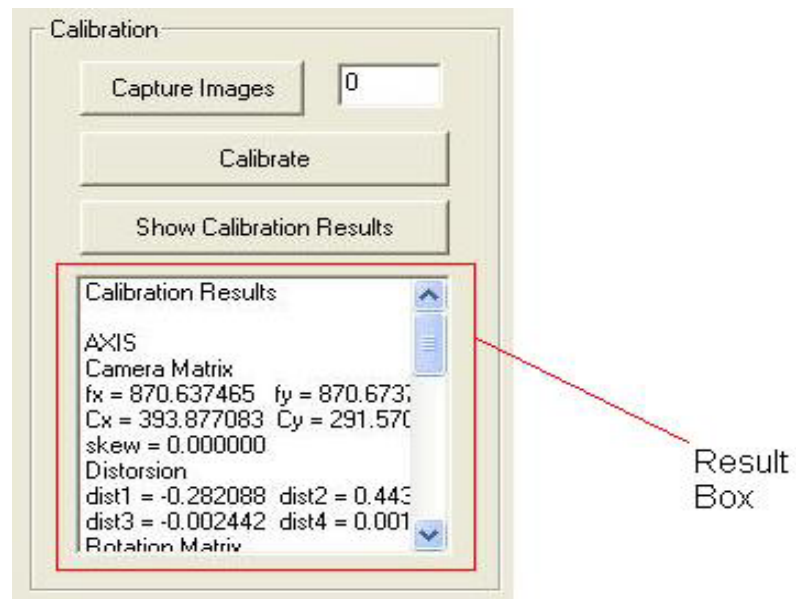 Calibration
Capture Images 0
Calibrate
Show Calibration Results
Calibration Results
AXIS
Camera Matrix
fx = 870.637465 fy = 870.673
Cx = 393.877083 Cy = 291.570
skew = 0.000000
Distorsion
dist1 = -0.282088 dist2 = 0.443
dist3 = -0.002442 dist4 = 0.001
Rotation Matrix
Result
Box